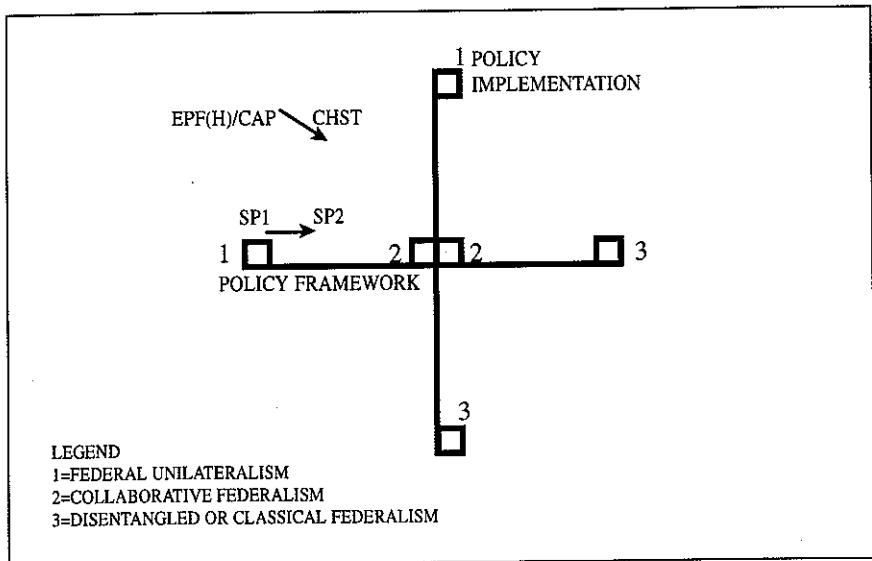 1 POLICY
IMPLEMENTATION
EPF(H)/CAP CHST
SP1 SP2
1 2 2 3
POLICY FRAMEWORK
3
LEGEND
1=FEDERAL UNILATERALISM
2=COLLABORATIVE FEDERALISM
3=DISENTANGLED OR CLASSICAL FEDERALISM